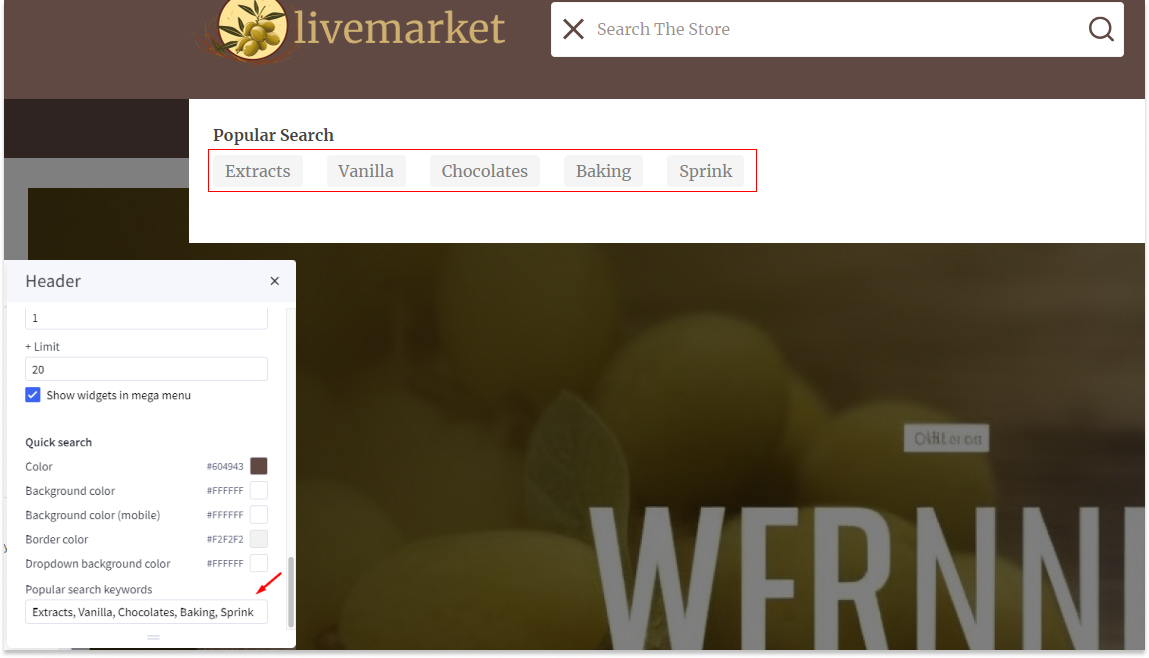 livemarket
Search The Store
Popular Search
Extracts Vanilla Chocolates Baking Sprink
Header
1
+ Limit
20
Show widgets in mega menu
Quick search
Color #604943
Background color #FFFFFF
Background color (mobile) #FFFFFF
Border color #F2F2F2
Dropdown background color #FFFFFF
Popular search keywords
Extracts, Vanilla, Chocolates, Baking, Sprink